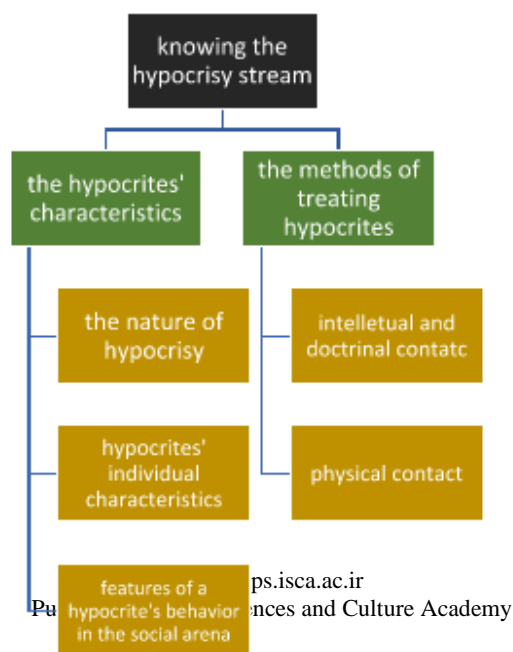 knowing the
hypocrisy stream
the hypocrites'
characteristics
the methods of
treating
hypocrites
the nature of
hypocrisy
intelletual and
doctrinal contatc
hypocrites'
individual
characteristics
physical contact
features of a
hypocrite's behavior
in the social arena
ps.isca.ac.ir
Pu ences and Culture Academy